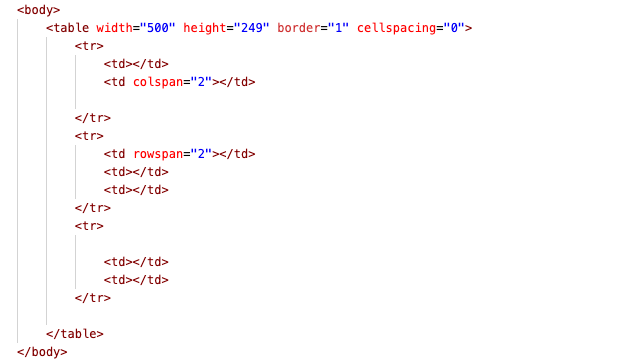 <body>
<table width="500" height="249" border="1" cellspacing="0">
<tr>
<td></td>
<td colspan="2"></td>
</tr>
<tr>
<td rowspan="2"></td>
<td></td>
<td></td>
</tr>
<tr>
<td></td>
<td></td>
</tr>
</table>
</body>